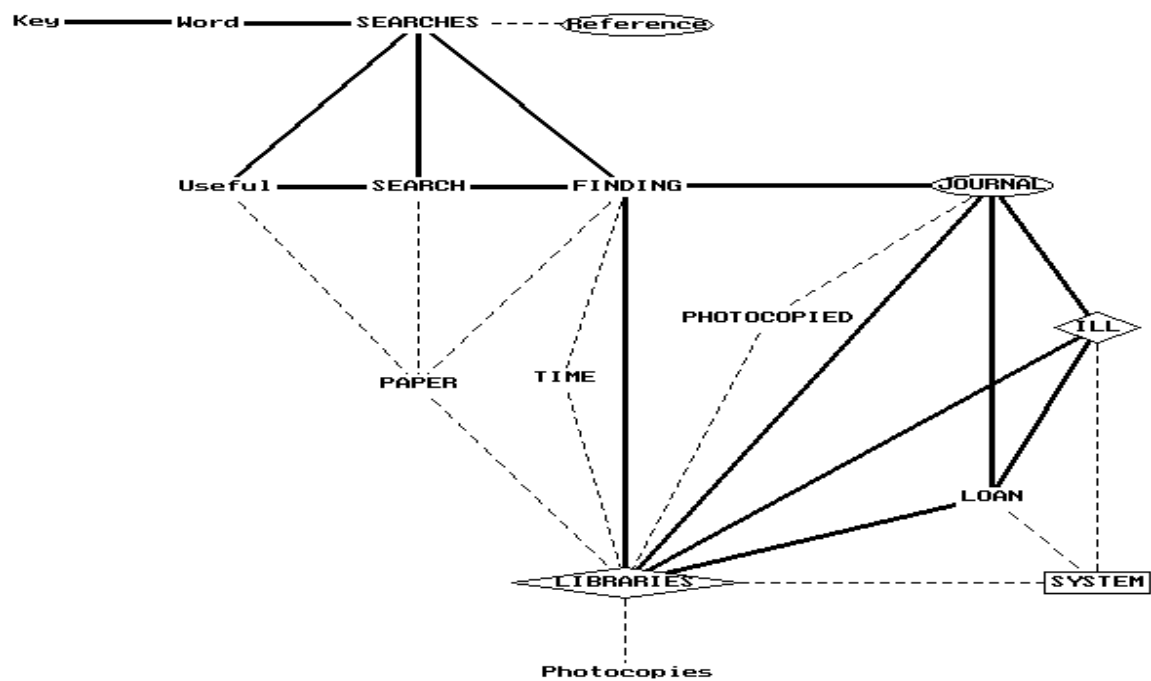 Key Word SEARCHES Reference
Useful SEARCH FINDING JOURNAL
PHOTOCOPIED
ILL
PAPER TIME
LOAN
LIBRARIES SYSTEM
Photocopies